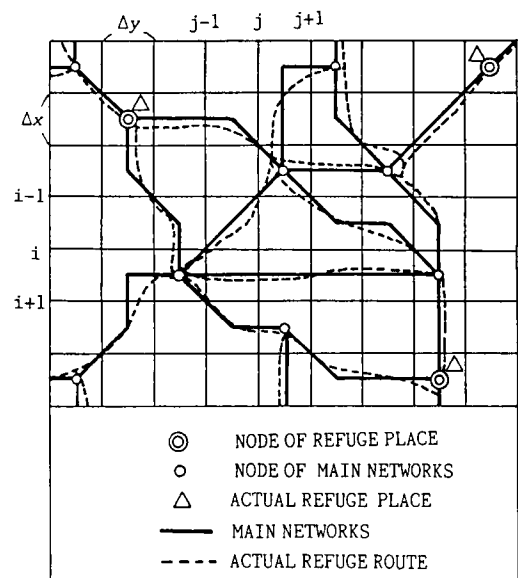 Δy j-1 j j+1
Δx
i-1
i
i+1
NODE OF REFUGE PLACE
NODE OF MAIN NETWORKS
ACTUAL REFUGE PLACE
MAIN NETWORKS
ACTUAL REFUGE ROUTE